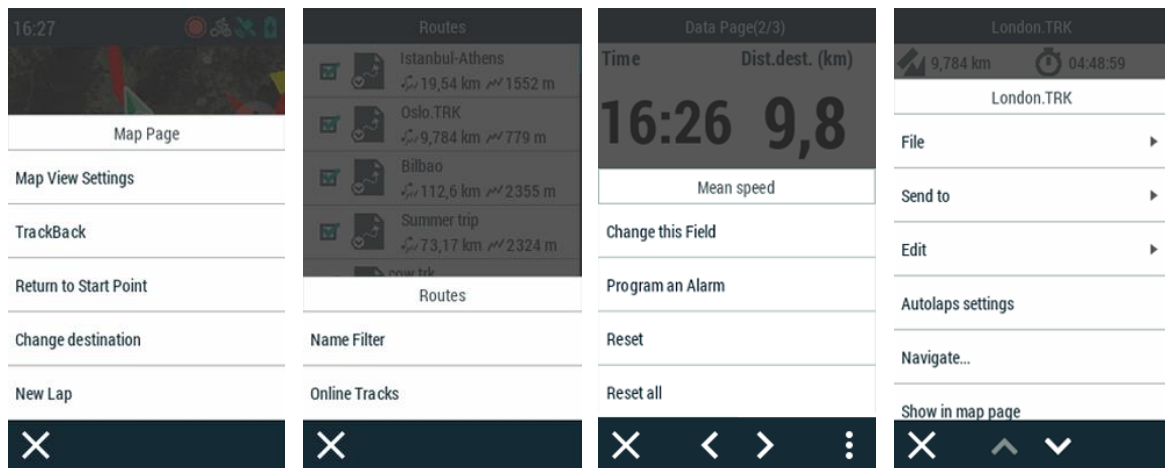 16:27
Map Page
Map View Settings
TrackBack
Return to Start Point
Change destination
New Lap
Routes
Istanbul-Athens
19,54 km 1552 m
Oslo.TRK
9,784 km 779 m
Bilbao
112,6 km 2355 m
Summer trip
73,17 km 2324 m
cow.trk
Routes
Name Filter
Online Tracks
Data Page(2/3)
Time Dist.dest. (km)
16:26 9,8
Mean speed
Change this Field
Program an Alarm
Reset
Reset all
London.TRK
9,784 km 04:48:59
London.TRK
File
Send to
Edit
Autolaps settings
Navigate...
Show in map page